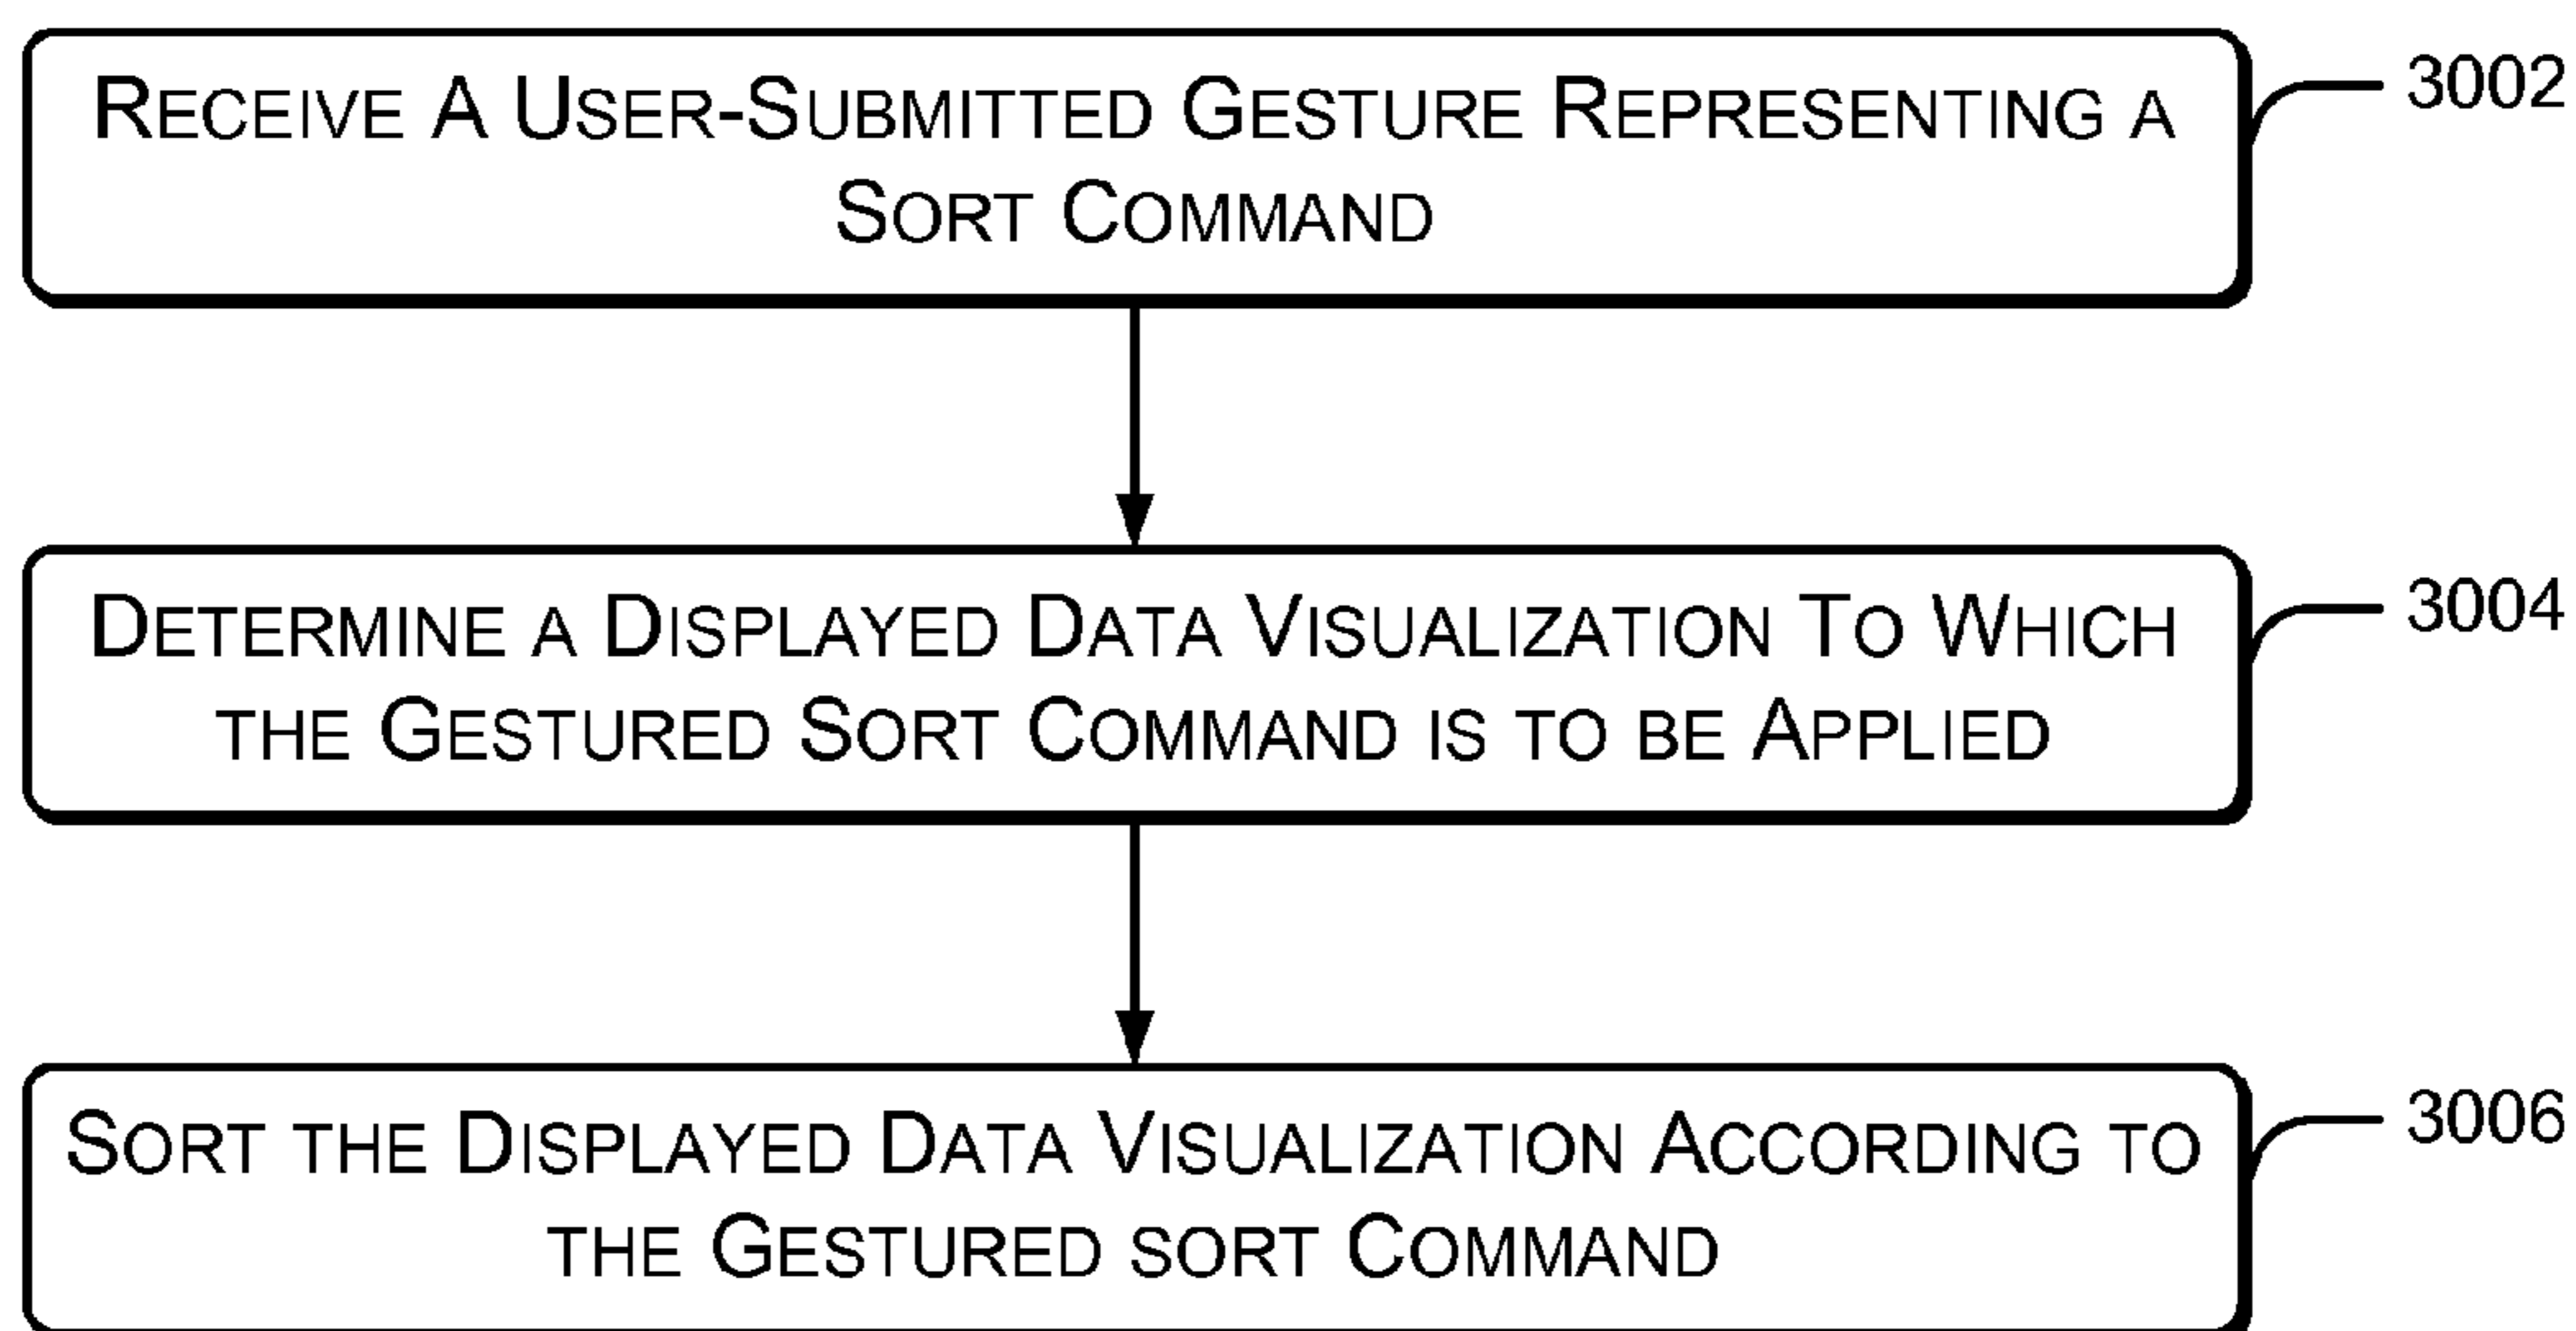 RECEIVE A USER-SUBMITTED GESTURE REPRESENTING A
SORT COMMAND
3002
DETERMINE A DISPLAYED DATA VISUALIZATION TO WHICH
THE GESTURED SORT COMMAND IS TO BE APPLIED
3004
SORT THE DISPLAYED DATA VISUALIZATION ACCORDING TO
THE GESTURED SORT COMMAND
3006